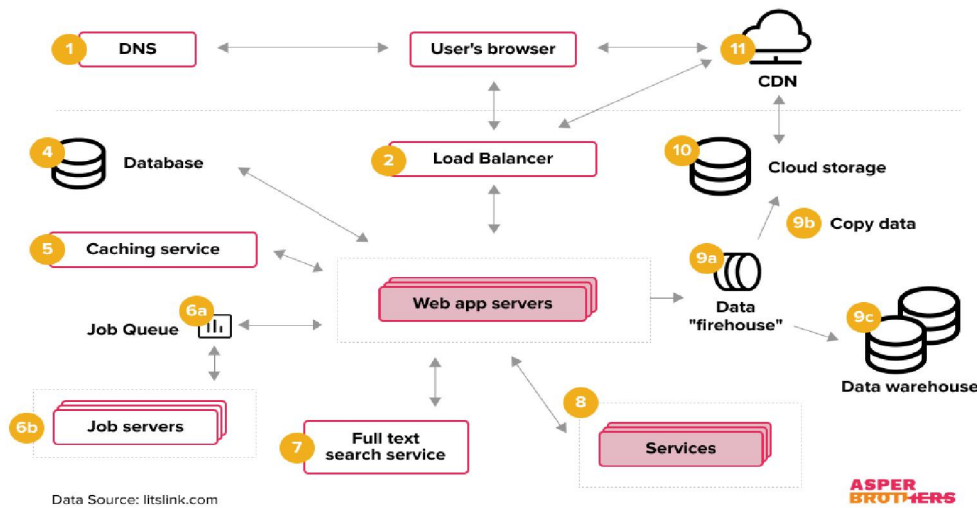 1
DNS
User's browser
11
CDN
4
Database
2
Load Balancer
10
Cloud storage
9b
Copy data
5
Caching service
9a
Data
"firehouse"
Web app servers
6a
Job Queue
9c
Data warehouse
6b
Job servers
7
Full text
search service
8
Services
Data Source: litslink.com
ASPER
BROTHERS